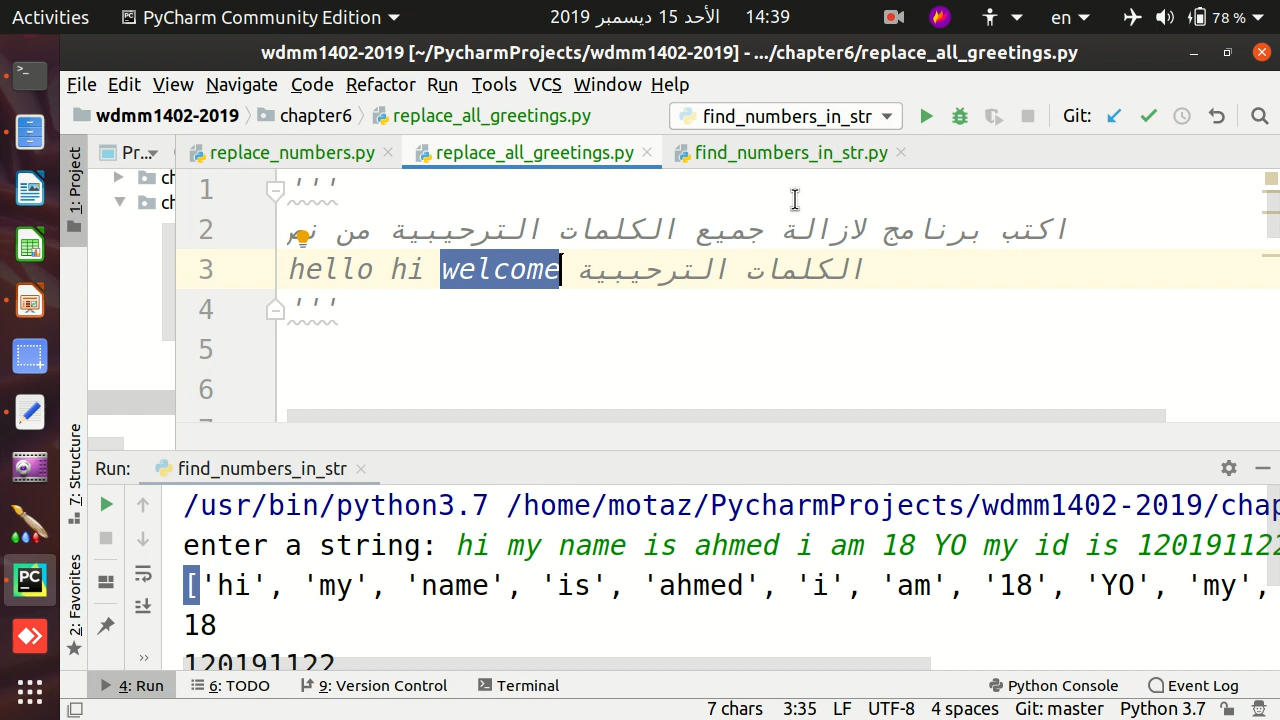 Activities PyCharm Community Edition الأحد 15 ديسمبر 2019 14:39 en 78 %
wdmm1402-2019 [~/PycharmProjects/wdmm1402-2019] - .../chapter6/replace_all_greetings.py
File Edit View Navigate Code Refactor Run Tools VCS Window Help
wdmm1402-2019 chapter6 replace_all_greetings.py find_numbers_in_str Git:
1: Project Pr... replace_numbers.py replace_all_greetings.py find_numbers_in_str.py
ch
ch
1 '''
2 اكتب برنامج لازالة جميع الكلمات الترحيبية من
3 hello hi welcome الكلمات الترحيبية
4 '''
5
6
7: Structure
2: Favorites
Run: find_numbers_in_str
/usr/bin/python3.7 /home/motaz/PycharmProjects/wdmm1402-2019/chap
enter a string: hi my name is ahmed i am 18 YO my id is 120191122
['hi', 'my', 'name', 'is', 'ahmed', 'i', 'am', '18', 'YO', 'my',
18
120191122
4: Run 6: TODO 9: Version Control Terminal Python Console Event Log
7 chars 3:35 LF UTF-8 4 spaces Git: master Python 3.7